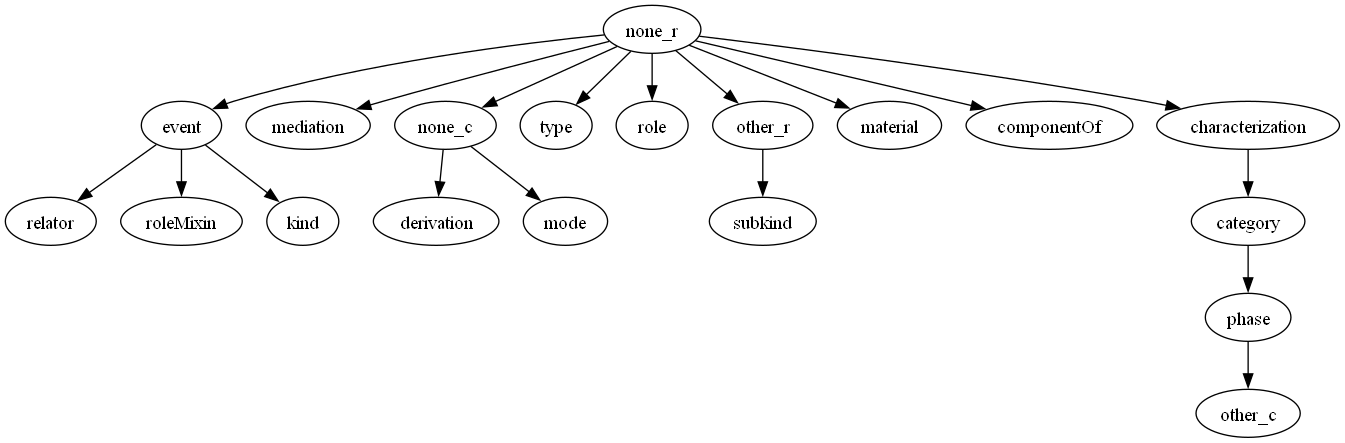 none_r
event
mediation
none_c
type
role
other_r
material
componentOf
characterization
relator
roleMixin
kind
derivation
mode
subkind
category
phase
other_c